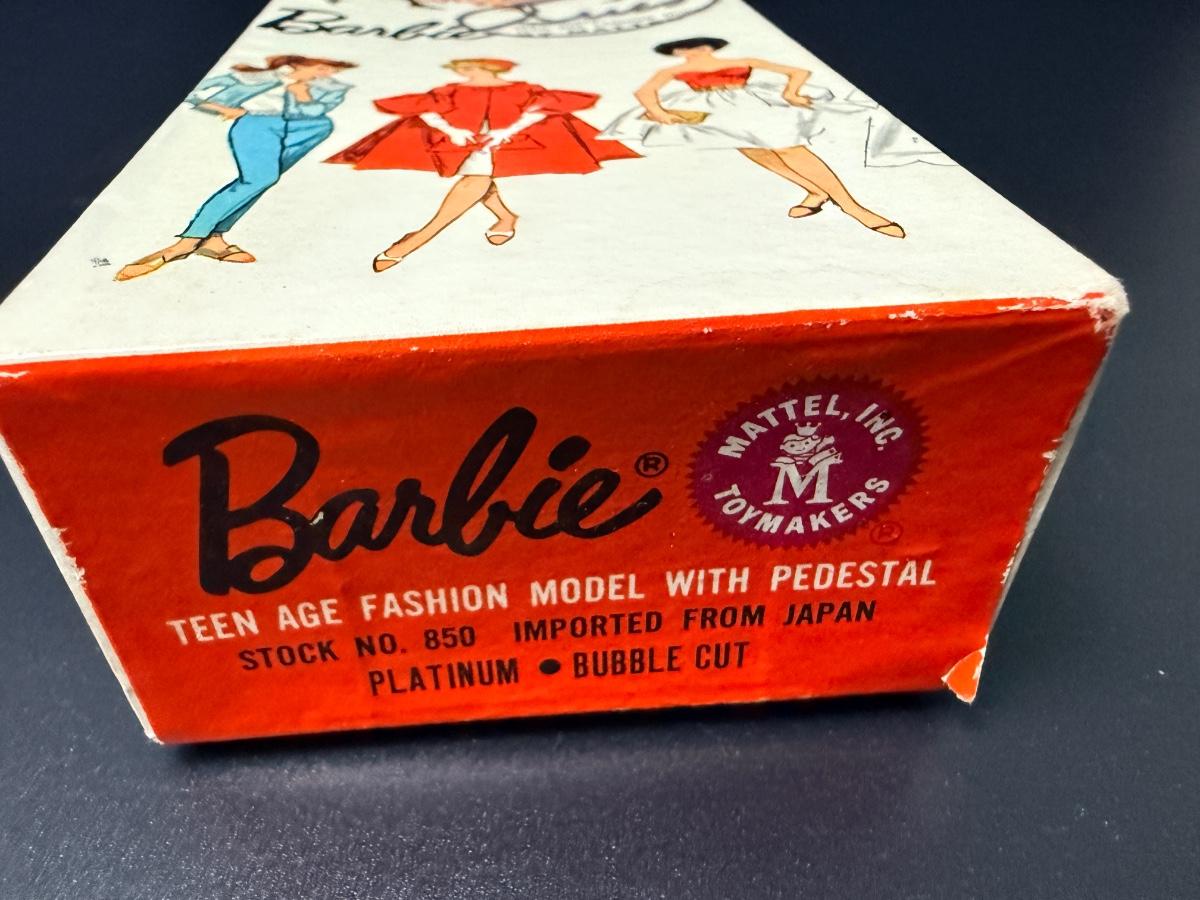 Barbie
Barbie®
MATTEL, INC.
M
TOYMAKERS
®
TEEN AGE FASHION MODEL WITH PEDESTAL
STOCK NO. 850 IMPORTED FROM JAPAN
PLATINUM • BUBBLE CUT